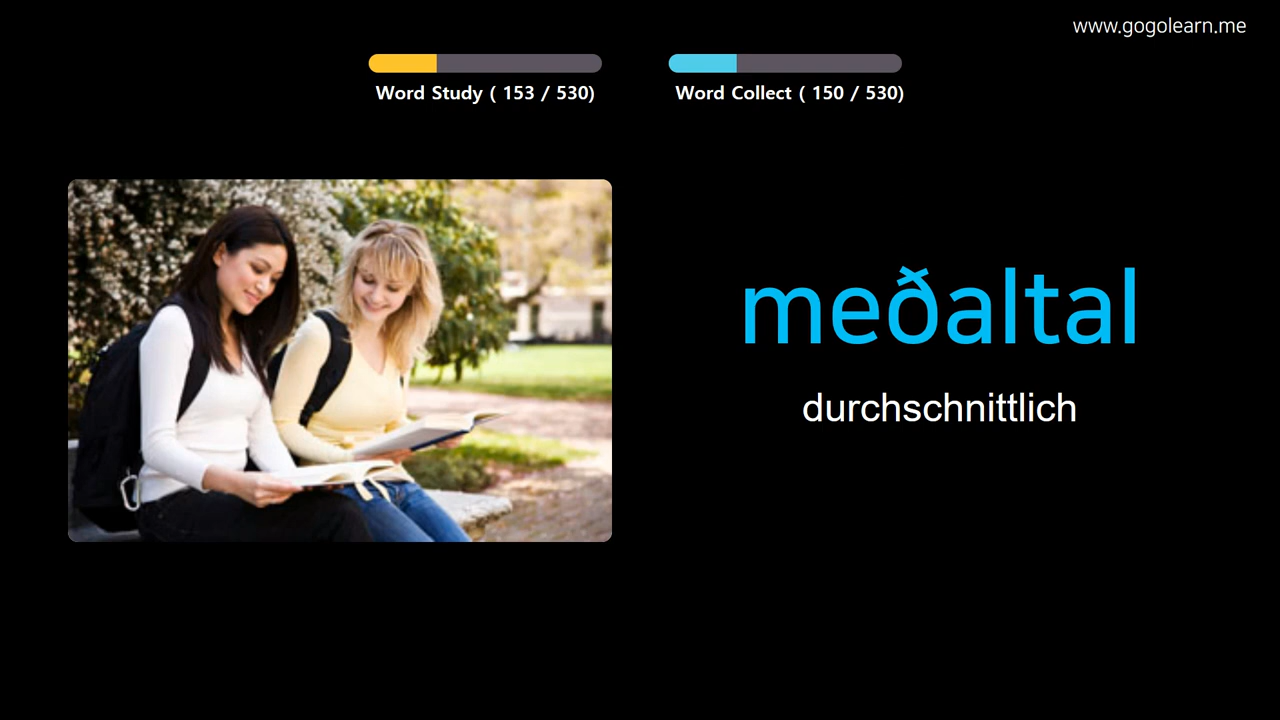 www.gogolearn.me
Word Study ( 153 / 530)
Word Collect ( 150 / 530)
meðaltal
durchschnittlich